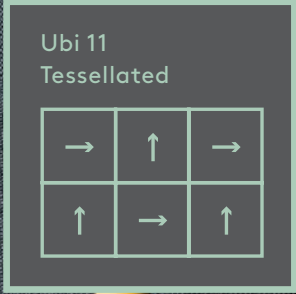 Ubi 11
Tessellated
→ ↑ →
↑ → ↑